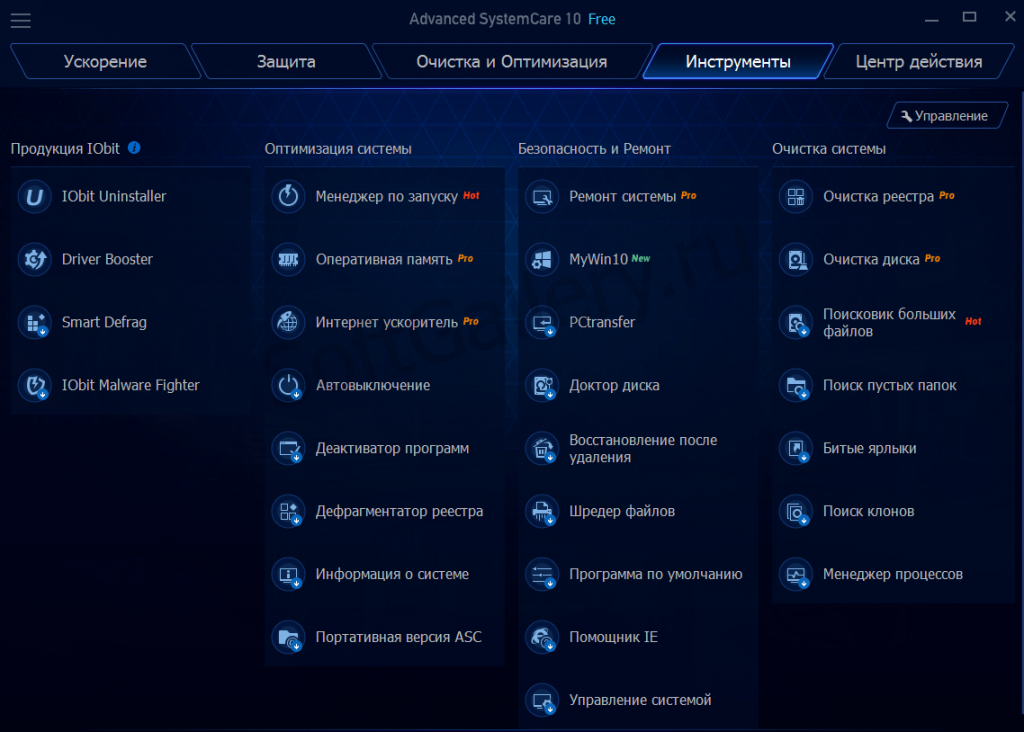 Advanced SystemCare 10 Free
Ускорение
Защита
Очистка и Оптимизация
Инструменты
Центр действия
Управление
Продукция IObit
IObit Uninstaller
Driver Booster
Smart Defrag
IObit Malware Fighter
Оптимизация системы
Менеджер по запуску Hot
Оперативная память Pro
Интернет ускоритель Pro
Автовыключение
Деактиватор программ
Дефрагментатор реестра
Информация о системе
Портативная версия ASC
Безопасность и Ремонт
Ремонт системы Pro
MyWin10 New
PCtransfer
Доктор диска
Восстановление после
удаления
Шредер файлов
Программа по умолчанию
Помощник IE
Управление системой
Очистка системы
Очистка реестра Pro
Очистка диска Pro
Поисковик больших
файлов Hot
Поиск пустых папок
Битые ярлыки
Поиск клонов
Менеджер процессов